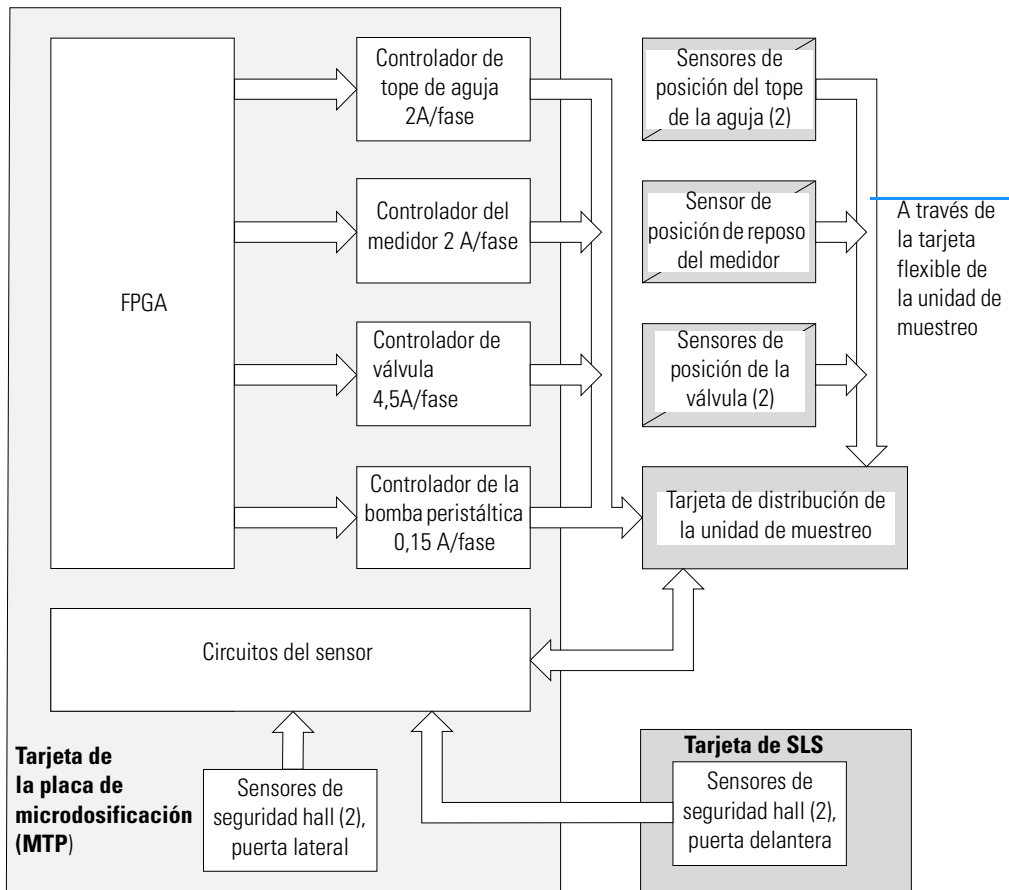 FPGA
Controlador de
tope de aguja
2A/fase
Controlador del
medidor 2 A/fase
Controlador de
válvula
4,5A/fase
Controlador de la
bomba peristáltica
0,15 A/fase
Sensores de
posición del tope
de la aguja (2)
Sensor de
posición de reposo
del medidor
Sensores de
posición de la
válvula (2)
A través de
la tarjeta
flexible de
la unidad de
muestreo
Tarjeta de distribución de
la unidad de muestreo
Circuitos del sensor
Tarjeta de
la placa de
microdosificación
(MTP)
Sensores de
seguridad hall (2),
puerta lateral
Tarjeta de SLS
Sensores de
seguridad hall (2),
puerta delantera